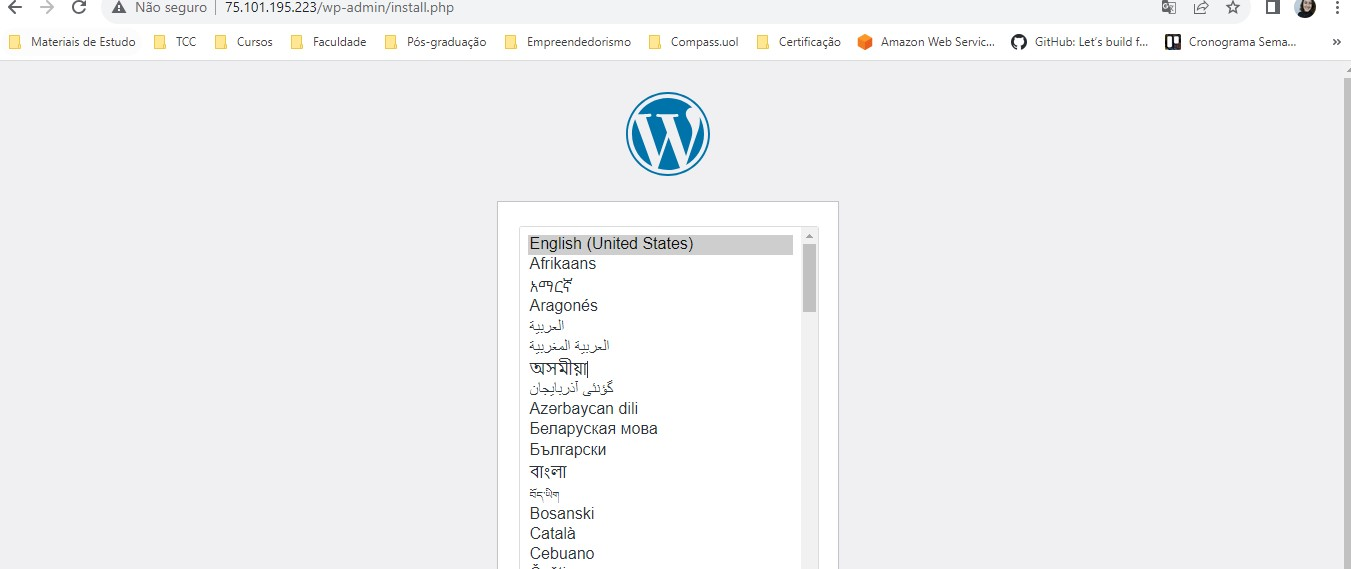 Não seguro
75.101.195.223/wp-admin/install.php
Materiais de Estudo
TCC
Cursos
Faculdade
Pós-graduação
Empreendedorismo
Compass.uol
Certificação
Amazon Web Servic...
GitHub: Let's build f...
Cronograma Sema...
»
W
English (United States)
Afrikaans
አማርኛ
Aragonés
العربية
العربية المغربية
অসমীয়া
گؤنئی آذربایجان
Azərbaycan dili
Беларуская мова
Български
বাংলা
བོད་ཡིག
Bosanski
Català
Cebuano